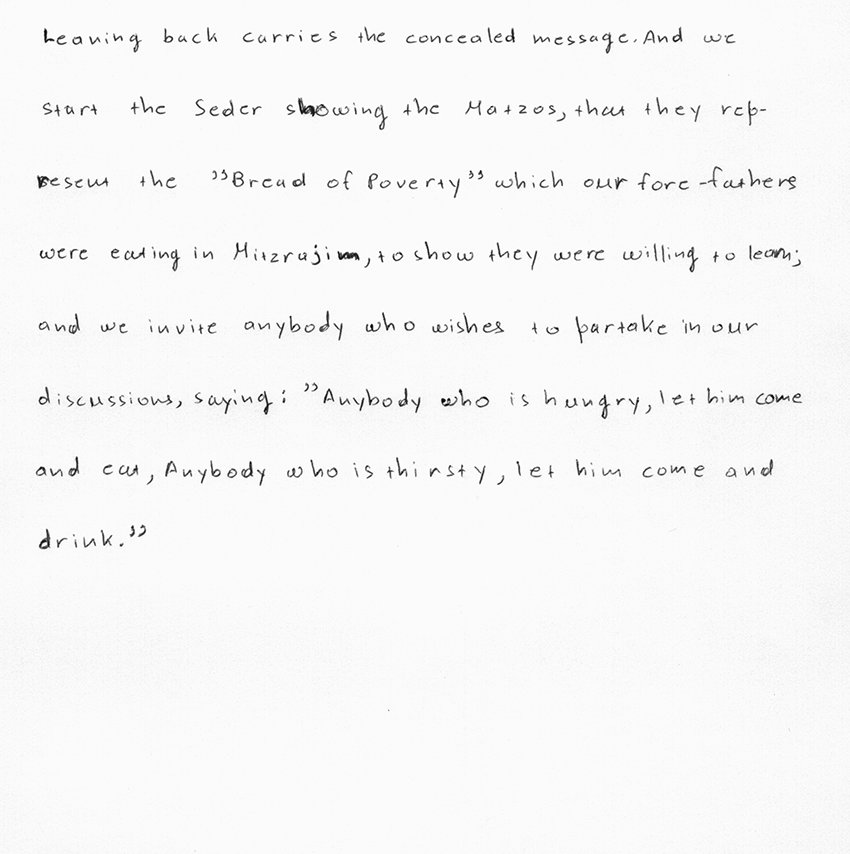 Leaning back carries the concealed message. And we
start the Seder showing the Matzos, that they rep-
resent the "Bread of Poverty" which our fore-fathers
were eating in Mitzrajim, to show they were willing to learn;
and we invite anybody who wishes to partake in our
discussions, saying: "Anybody who is hungry, let him come
and eat, Anybody who is thirsty, let him come and
drink."